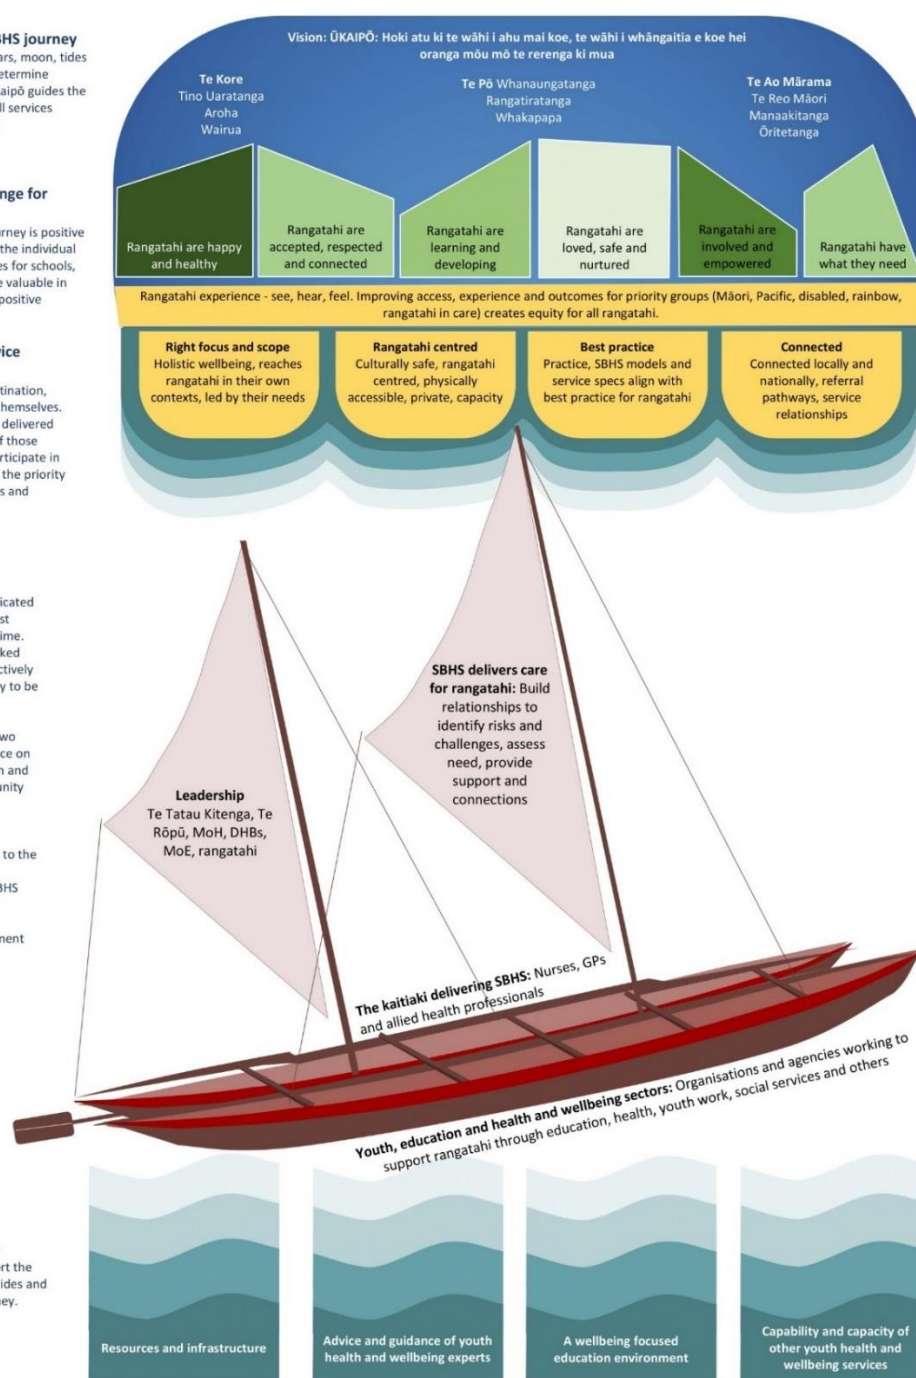 BHS journey
ars, moon, tides
etermine
kaipō guides the
ll services
nge for
urney is positive
the individual
es for schools,
e valuable in
positive
vice
tination,
themselves.
delivered
f those
rticipate in
the priority
s and
icated
st
ime.
ked
ctively
y to be
wo
ce on
n and
unity
to the
BHS
nent
rt the
ides and
ney.
Vision: ŪKAIPŌ: Hoki atu ki te wāhi i ahu mai koe, te wāhi i whāngaitia e koe hei
oranga mōu mō te rerenga ki mua
Te Kore
Tino Uaratanga
Aroha
Wairua
Te Pō Whanaungatanga
Rangatiratanga
Whakapapa
Te Ao Mārama
Te Reo Māori
Manaakitanga
Ōritetanga
Rangatahi are happy
and healthy
Rangatahi are
accepted, respected
and connected
Rangatahi are
learning and
developing
Rangatahi are
loved, safe and
nurtured
Rangatahi are
involved and
empowered
Rangatahi have
what they need
Rangatahi experience - see, hear, feel. Improving access, experience and outcomes for priority groups (Māori, Pacific, disabled, rainbow,
rangatahi in care) creates equity for all rangatahi.
Right focus and scope
Holistic wellbeing, reaches
rangatahi in their own
contexts, led by their needs
Rangatahi centred
Culturally safe, rangatahi
centred, physically
accessible, private, capacity
Best practice
Practice, SBHS models and
service specs align with
best practice for rangatahi
Connected
Connected locally and
nationally, referral
pathways, service
relationships
SBHS delivers care
for rangatahi: Build
relationships to
identify risks and
challenges, assess
need, provide
support and
connections
Leadership
Te Tatau Kitenga, Te
Rōpū, MoH, DHBs,
MoE, rangatahi
The kaitiaki delivering SBHS: Nurses, GPs
and allied health professionals
Youth, education and health and wellbeing sectors: Organisations and agencies working to
support rangatahi through education, health, youth work, social services and others
Resources and infrastructure
Advice and guidance of youth
health and wellbeing experts
A wellbeing focused
education environment
Capability and capacity of
other youth health and
wellbeing services